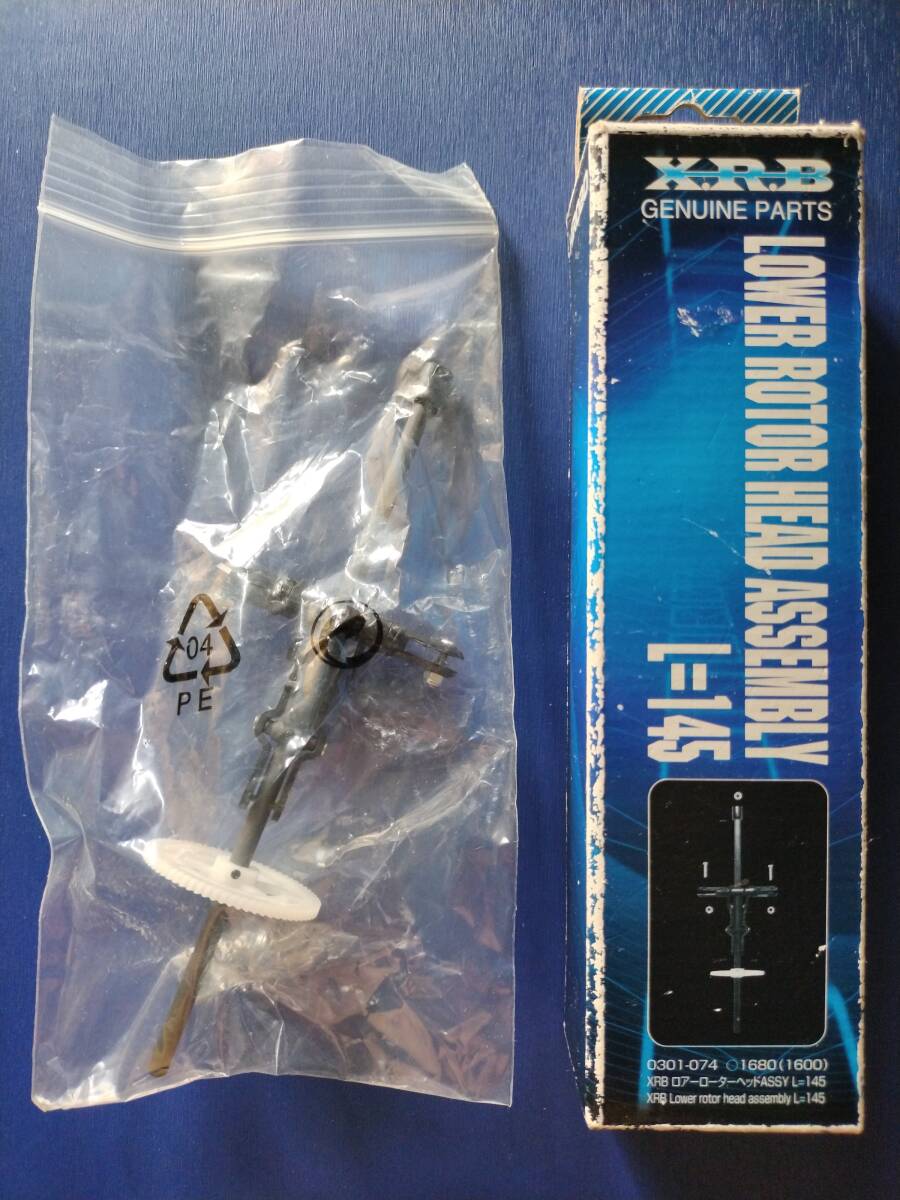 04
PE
X.R.B
GENUINE PARTS
LOWER ROTOR HEAD ASSEMBLY
L=145
0301-074 ○1680(1600)
XRB ロアーローターヘッドASSY L=145
XRB Lower rotor head assembly L=145